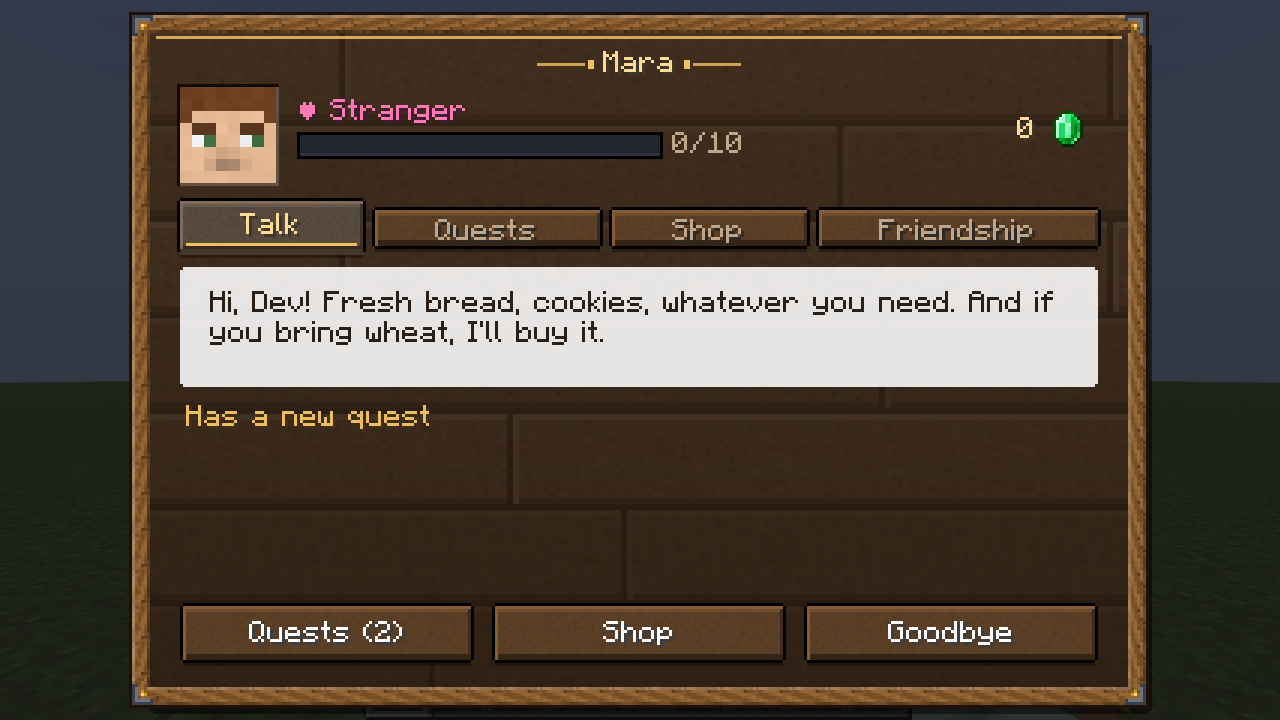 Mara
Stranger
0/10
0
Talk
Quests
Shop
Friendship
Hi, Dev! Fresh bread, cookies, whatever you need. And if
you bring wheat, I'll buy it.
Has a new quest
Quests (2)
Shop
Goodbye